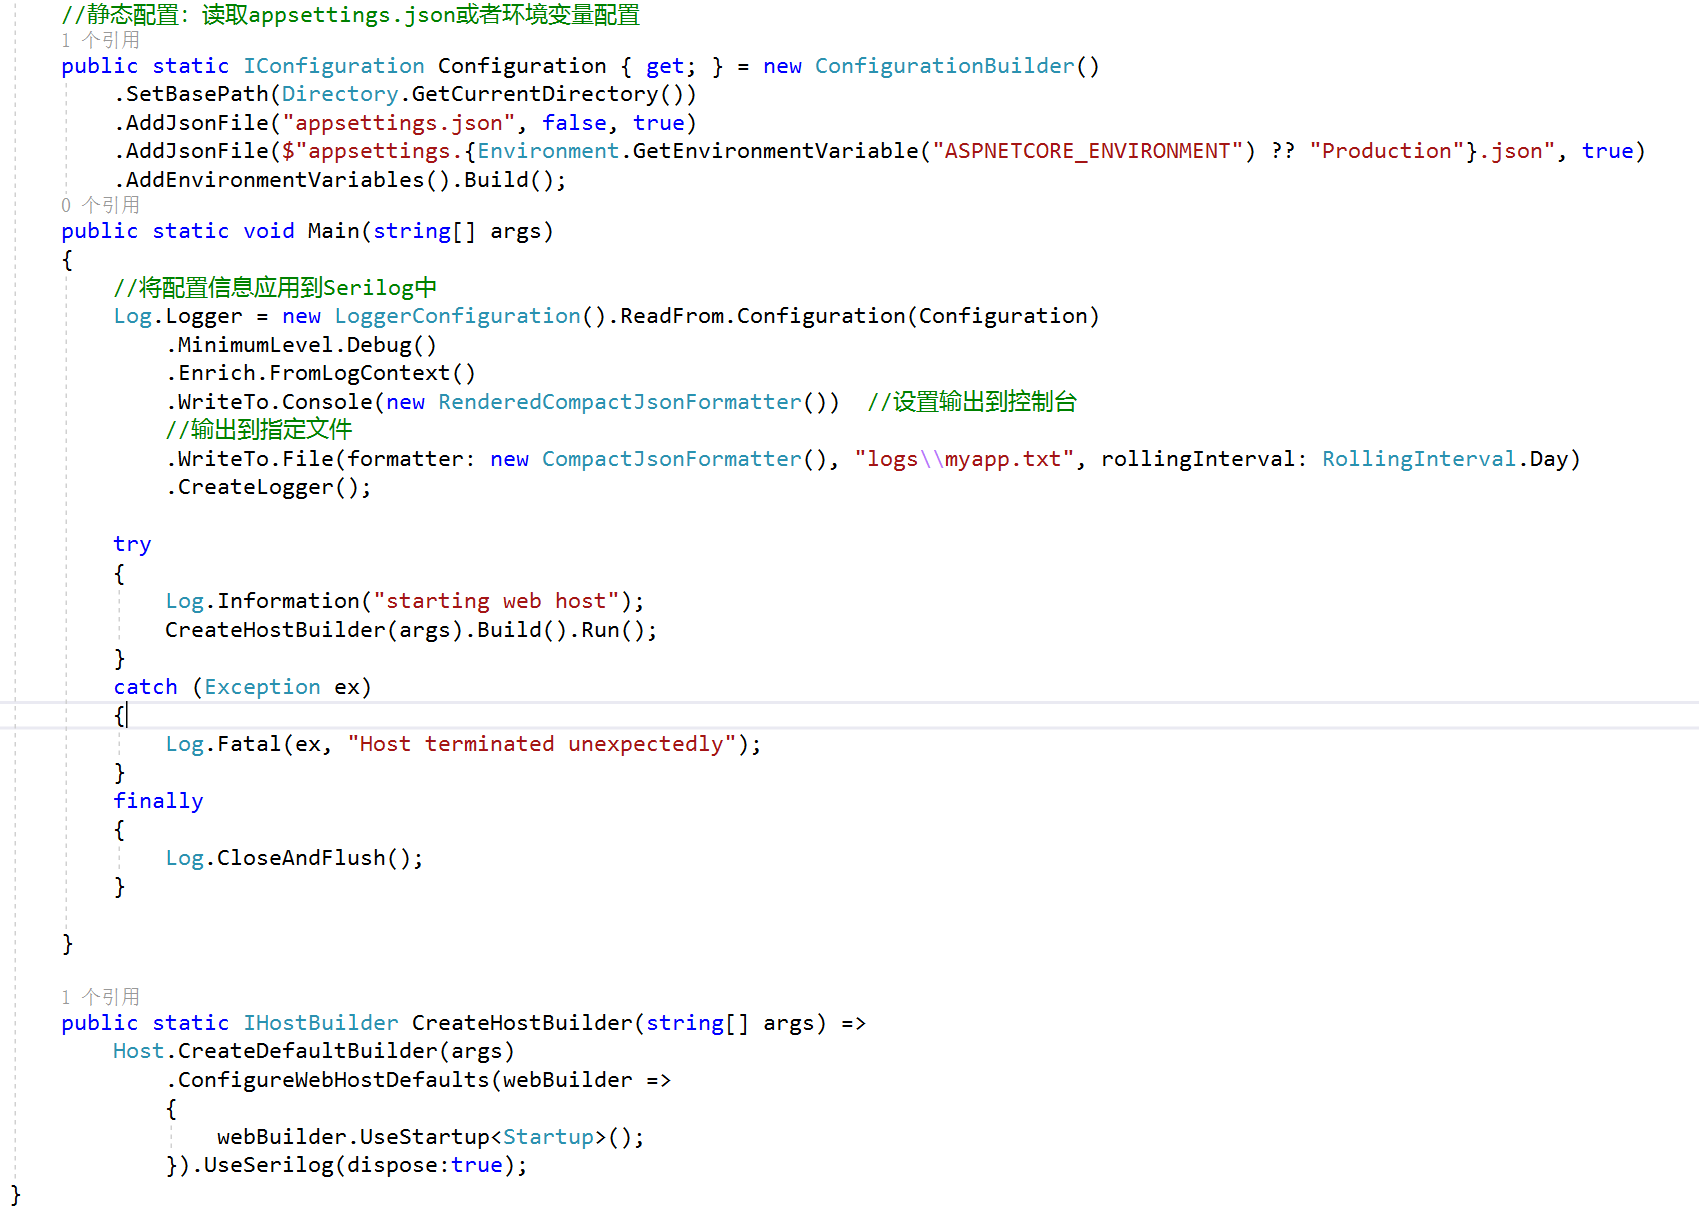 //静态配置：读取appsettings.json或者环境变量配置
1 个引用
public static IConfiguration Configuration { get; } = new ConfigurationBuilder()
.SetBasePath(Directory.GetCurrentDirectory())
.AddJsonFile("appsettings.json", false, true)
.AddJsonFile($"appsettings.{Environment.GetEnvironmentVariable("ASPNETCORE_ENVIRONMENT") ?? "Production"}.json", true)
.AddEnvironmentVariables().Build();
0 个引用
public static void Main(string[] args)
{
//将配置信息应用到Serilog中
Log.Logger = new LoggerConfiguration().ReadFrom.Configuration(Configuration)
.MinimumLevel.Debug()
.Enrich.FromLogContext()
.WriteTo.Console(new RenderedCompactJsonFormatter())  //设置输出到控制台
//输出到指定文件
.WriteTo.File(formatter: new CompactJsonFormatter(), "logs\\myapp.txt", rollingInterval: RollingInterval.Day)
.CreateLogger();
try
{
Log.Information("starting web host");
CreateHostBuilder(args).Build().Run();
}
catch (Exception ex)
{
Log.Fatal(ex, "Host terminated unexpectedly");
}
finally
{
Log.CloseAndFlush();
}
}
1 个引用
public static IHostBuilder CreateHostBuilder(string[] args) =>
Host.CreateDefaultBuilder(args)
.ConfigureWebHostDefaults(webBuilder =>
{
webBuilder.UseStartup<Startup>();
}).UseSerilog(dispose:true);
}